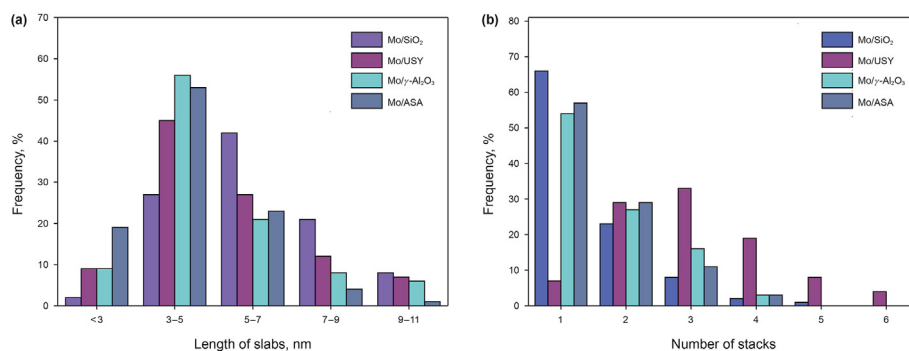 (a)
70
60
50
40
30
20
10
0
Frequency, %
Mo/SiO₂
Mo/USY
Mo/γ-Al₂O₃
Mo/ASA
<3 3–5 5–7 7–9 9–11
Length of slabs, nm
(b)
80
70
60
50
40
30
20
10
0
Frequency, %
Mo/SiO₂
Mo/USY
Mo/γ-Al₂O₃
Mo/ASA
1 2 3 4 5 6
Number of stacks